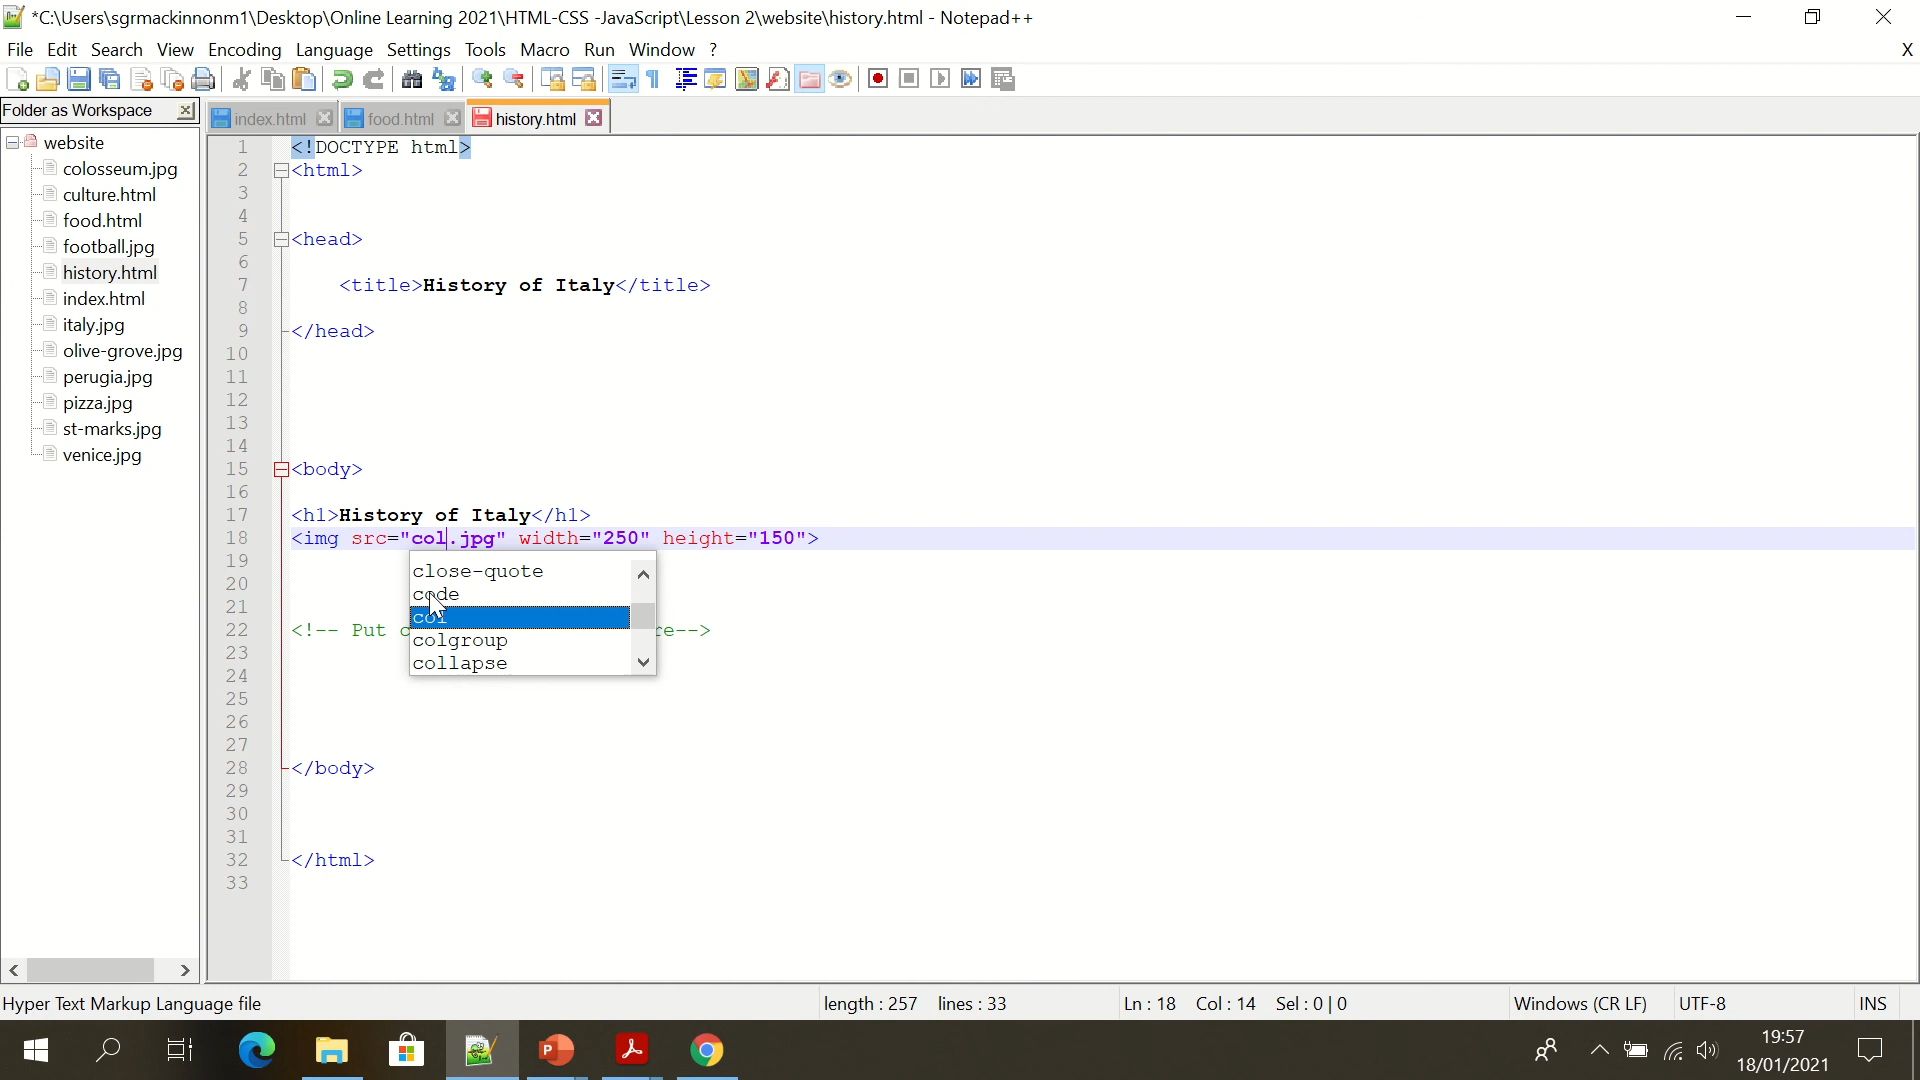 *C:\Users\sgrmackinnonm1\Desktop\Online Learning 2021\HTML-CSS -JavaScript\Lesson 2\website\history.html - Notepad++
File Edit Search View Encoding Language Settings Tools Macro Run Window ? X
Folder as Workspace
index.html food.html history.html
website
colosseum.jpg
culture.html
food.html
football.jpg
history.html
index.html
italy.jpg
olive-grove.jpg
perugia.jpg
pizza.jpg
st-marks.jpg
venice.jpg
1 <!DOCTYPE html>
2 <html>
3
4
5 <head>
6
7 <title>History of Italy</title>
8
9 </head>
10
11
12
13
14
15 <body>
16
17 <h1>History of Italy</h1>
18 <img src="col.jpg" width="250" height="150">
19
20
21
22 <!-- Put
23
24
25
26
27
28 </body>
29
30
31
32 </html>
33
close-quote
code
col
colgroup
collapse
Hyper Text Markup Language file length : 257 lines : 33 Ln : 18 Col : 14 Sel : 0 | 0 Windows (CR LF) UTF-8 INS
19:57
18/01/2021